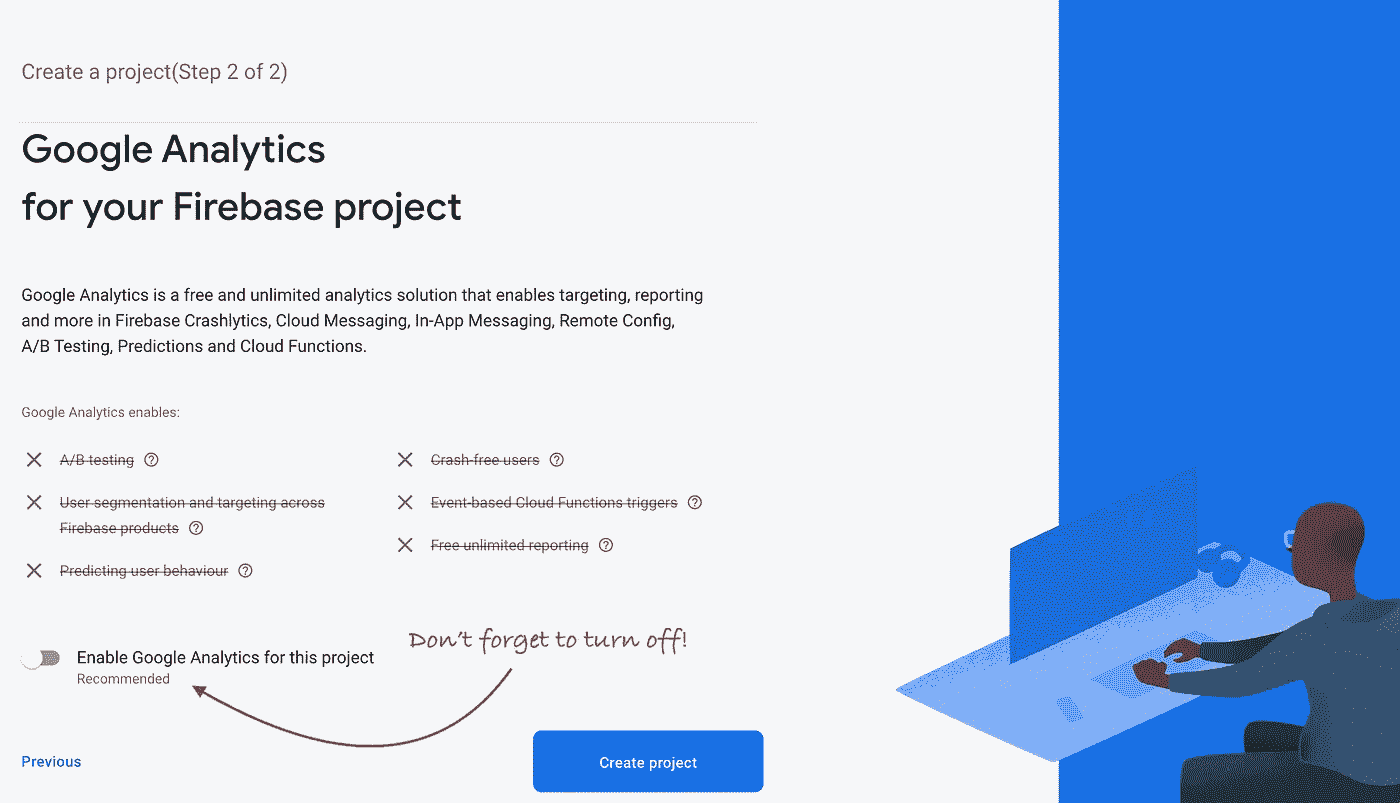 Create a project(Step 2 of 2)
Google Analytics
for your Firebase project
Google Analytics is a free and unlimited analytics solution that enables targeting, reporting
and more in Firebase Crashlytics, Cloud Messaging, In-App Messaging, Remote Config,
A/B Testing, Predictions and Cloud Functions.
Google Analytics enables:
A/B testing
User segmentation and targeting across
Firebase products
Predicting user behaviour
Crash-free users
Event-based Cloud Functions triggers
Free unlimited reporting
Don't forget to turn off!
Enable Google Analytics for this project
Recommended
Previous
Create project